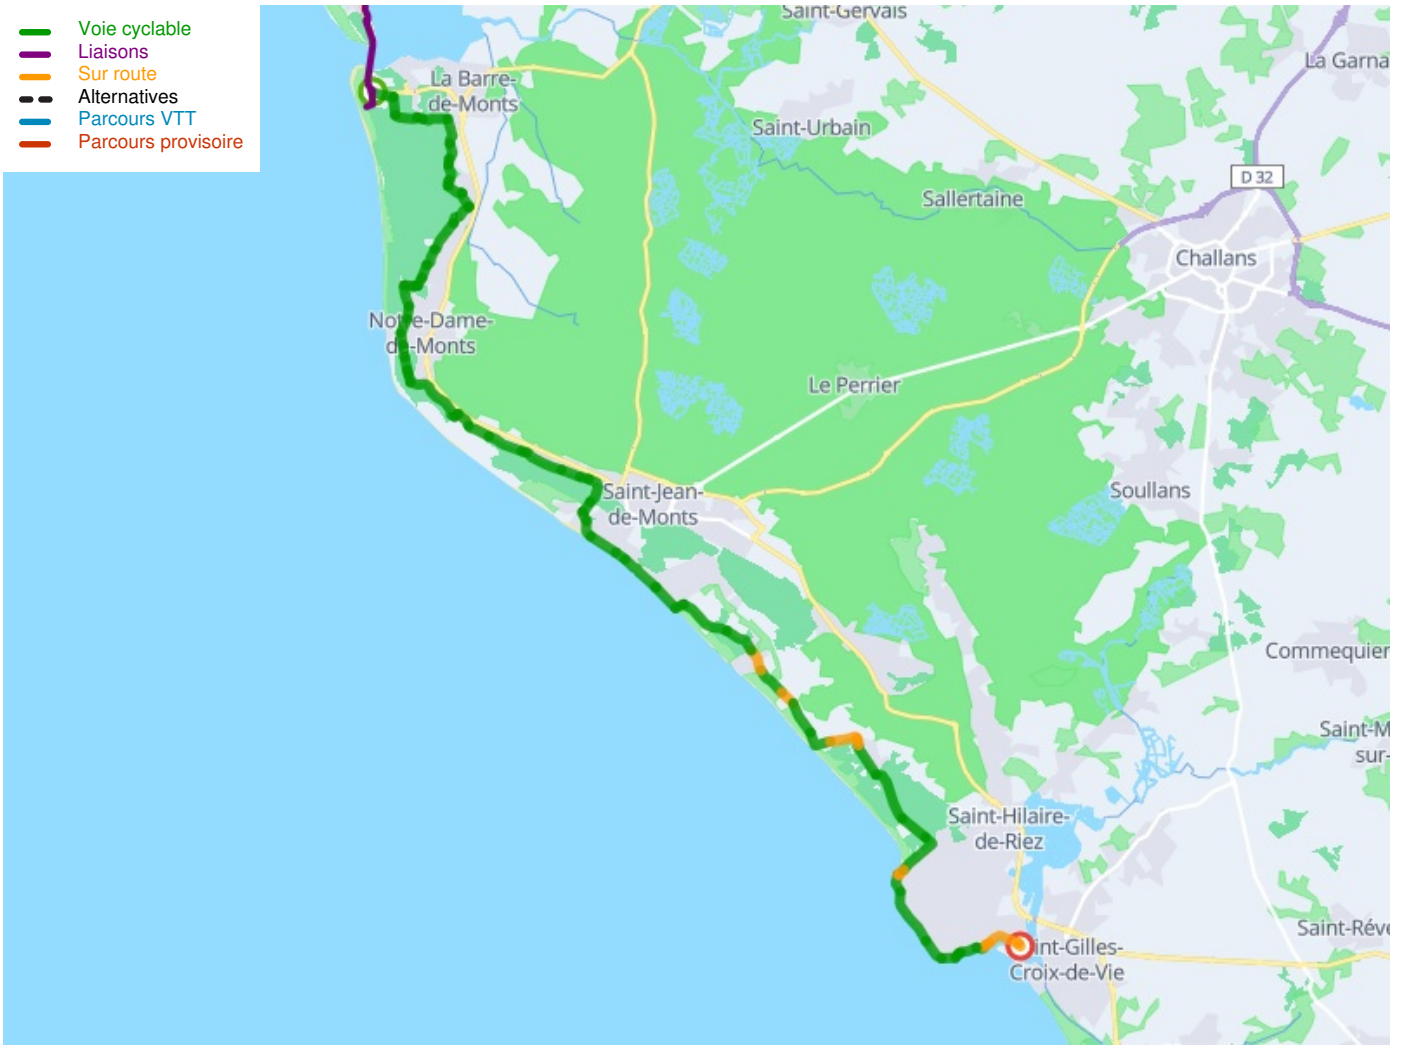 Voie cyclable
Liaisons
Sur route
Alternatives
Parcours VTT
Parcours provisoire
Saint-Gervais
La Garna
La Barre-
de-Monts
Saint-Urbain
D 32
Sallertaine
Challans
Notre-Dame-
de-Monts
Le Perrier
Saint-Jean-
de-Monts
Soullans
Commequier
Saint-M
sur-
Saint-Hilaire-
de-Riez
Saint-Réve
int-Gilles-
Croix-de-Vie